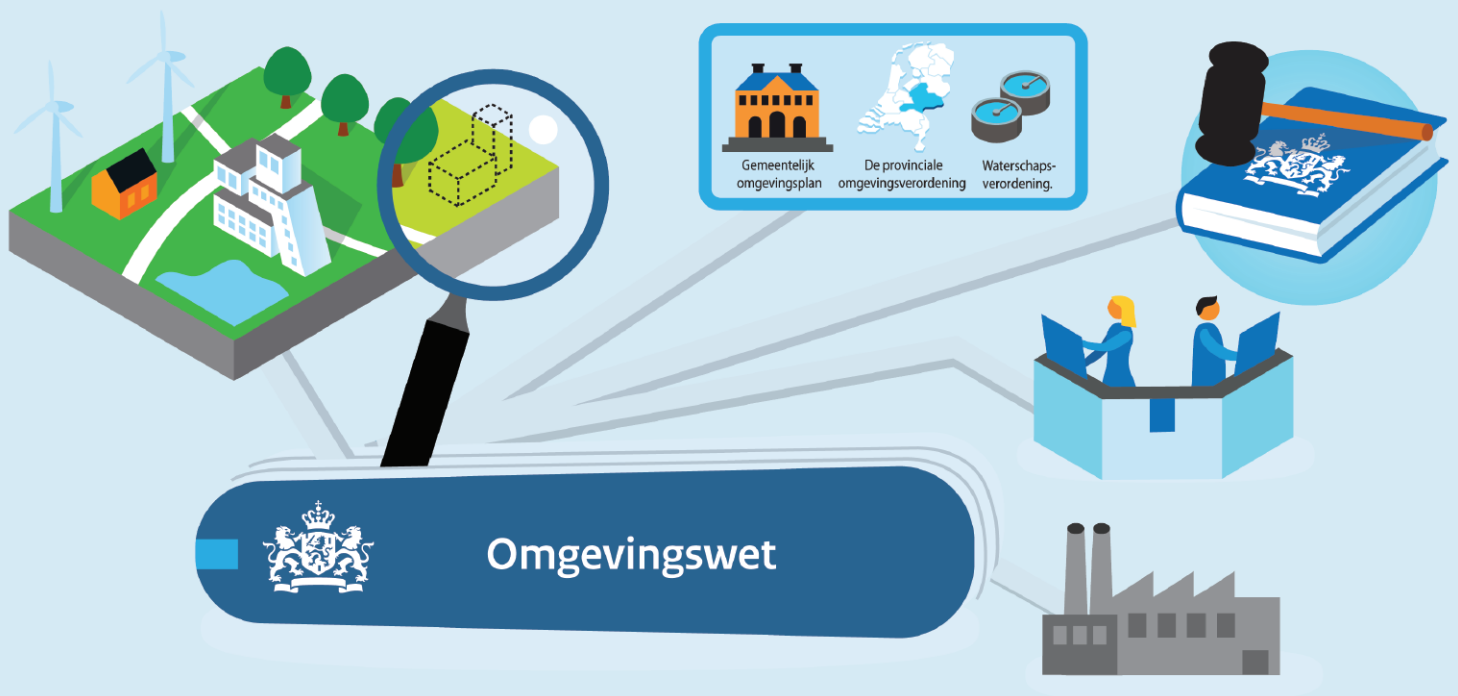 Gemeentelijk
omgevingsplan
De provinciale
omgevingsverordening
Waterschaps-
verordening.
Omgevingswet